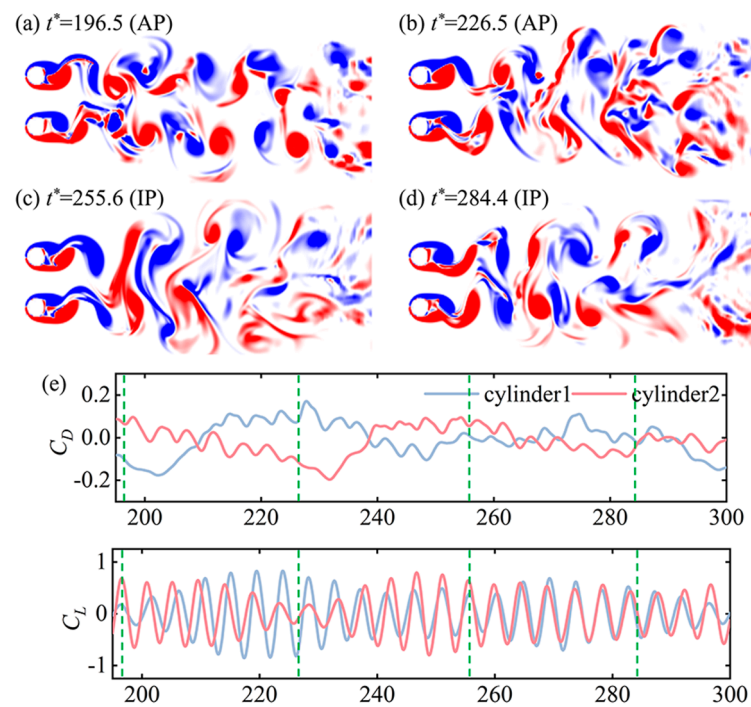 (a) t*=196.5 (AP)
(b) t*=226.5 (AP)
(c) t*=255.6 (IP)
(d) t*=284.4 (IP)
(e)
cylinder1 cylinder2
C_D
0.2
0.0
-0.2
200 220 240 260 280 300
C_L
1
0
-1
200 220 240 260 280 300